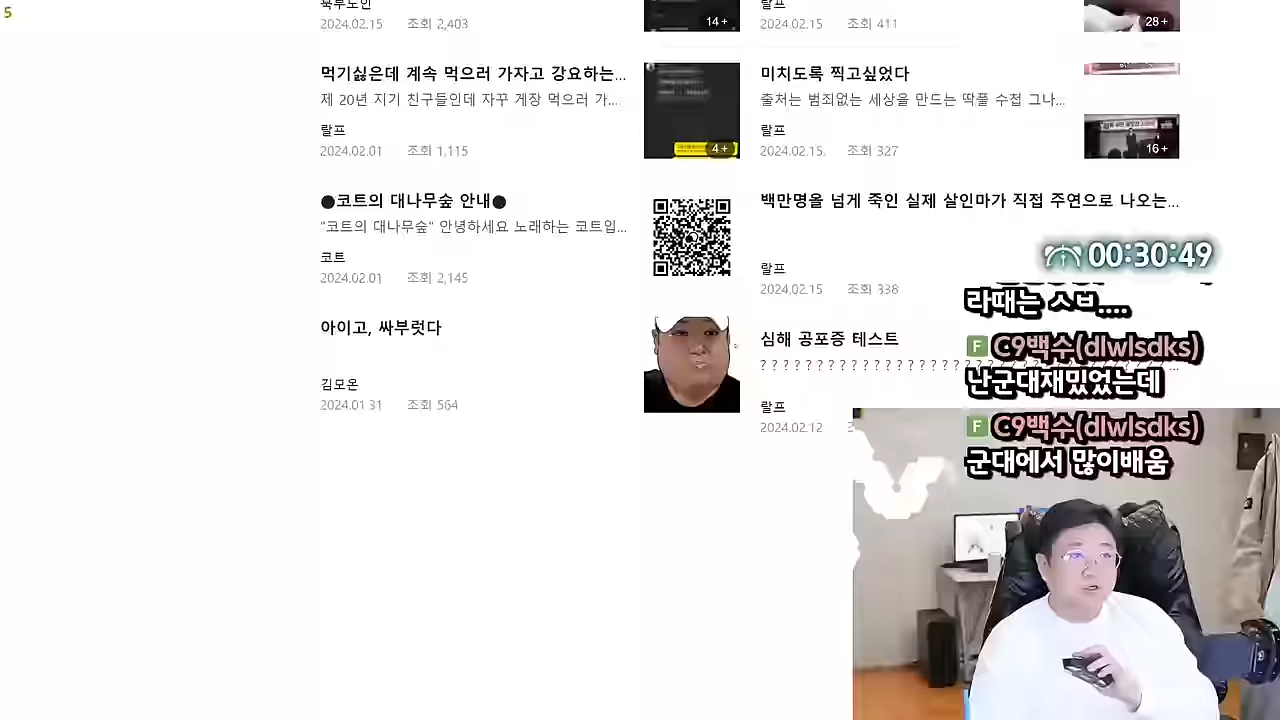 5
북부노인
2024.02.15 조회 2,403
14+
먹기싫은데 계속 먹으러 가자고 강요하는...
제 20년 지기 친구들인데 자꾸 게장 먹으러 가....
랄프
2024.02.01 조회 1,115
4+
●코트의 대나무숲 안내●
"코트의 대나무숲" 안녕하세요 노래하는 코트입...
코트
2024.02.01 조회 2,145
아이고, 싸부럿다
김모온
2024.01.31 조회 564
랄프
2024.02.15 조회 411
28+
미치도록 찍고싶었다
출처는 범죄없는 세상을 만드는 딱풀 수첩 그나...
랄프
2024.02.15. 조회 327
16+
백만명을 넘게 죽인 실제 살인마가 직접 주연으로 나오는...
랄프
2024.02.15 조회 338
심해 공포증 테스트
? ? ? ? ? ? ? ? ? ? ? ? ? ? ? ? ? ? ? ? ? ? ? ? ? ? ? ? ? ? ? ? ? ? ? ...
랄프
2024.02.12
00:30:49
라때는 ㅅㅂ....
F C9백수(dlwlsdks)
난군대재밌었는데
F C9백수(dlwlsdks)
군대에서 많이배움